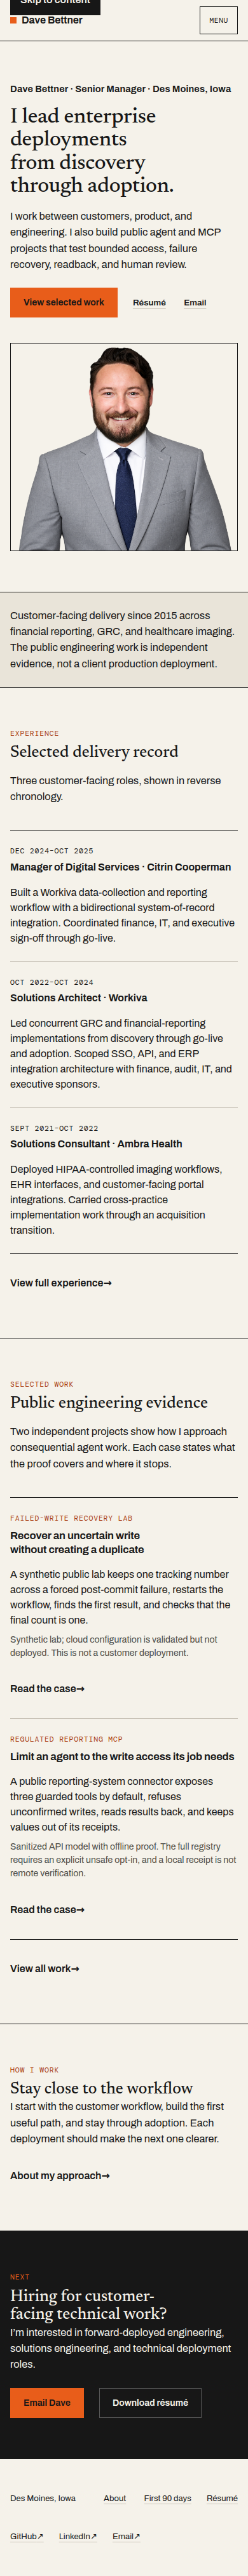 Skip to content
Dave Bettner
MENU
Dave Bettner · Senior Manager · Des Moines, Iowa
I lead enterprise
deployments
from discovery
through adoption.
I work between customers, product, and
engineering. I also build public agent and MCP
projects that test bounded access, failure
recovery, readback, and human review.
View selected work
Résumé
Email
Customer-facing delivery since 2015 across
financial reporting, GRC, and healthcare imaging.
The public engineering work is independent
evidence, not a client production deployment.
EXPERIENCE
Selected delivery record
Three customer-facing roles, shown in reverse
chronology.
DEC 2024–OCT 2025
Manager of Digital Services · Citrin Cooperman
Built a Workiva data-collection and reporting
workflow with a bidirectional system-of-record
integration. Coordinated finance, IT, and executive
sign-off through go-live.
OCT 2022–OCT 2024
Solutions Architect · Workiva
Led concurrent GRC and financial-reporting
implementations from discovery through go-live
and adoption. Scoped SSO, API, and ERP
integration architecture with finance, audit, IT, and
executive sponsors.
SEPT 2021–OCT 2022
Solutions Consultant · Ambra Health
Deployed HIPAA-controlled imaging workflows,
EHR interfaces, and customer-facing portal
integrations. Carried cross-practice
implementation work through an acquisition
transition.
View full experience→
SELECTED WORK
Public engineering evidence
Two independent projects show how I approach
consequential agent work. Each case states what
the proof covers and where it stops.
FAILED-WRITE RECOVERY LAB
Recover an uncertain write
without creating a duplicate
A synthetic public lab keeps one tracking number
across a forced post-commit failure, restarts the
workflow, finds the first result, and checks that the
final count is one.
Synthetic lab; cloud configuration is validated but not
deployed. This is not a customer deployment.
Read the case→
REGULATED REPORTING MCP
Limit an agent to the write access its job needs
A public reporting-system connector exposes
three guarded tools by default, refuses
unconfirmed writes, reads results back, and keeps
values out of its receipts.
Sanitized API model with offline proof. The full registry
requires an explicit unsafe opt-in, and a local receipt is not
remote verification.
Read the case→
View all work→
HOW I WORK
Stay close to the workflow
I start with the customer workflow, build the first
useful path, and stay through adoption. Each
deployment should make the next one clearer.
About my approach→
NEXT
Hiring for customer-
facing technical work?
I'm interested in forward-deployed engineering,
solutions engineering, and technical deployment
roles.
Email Dave
Download résumé
Des Moines, Iowa
About
First 90 days
Résumé
GitHub↗
LinkedIn↗
Email↗